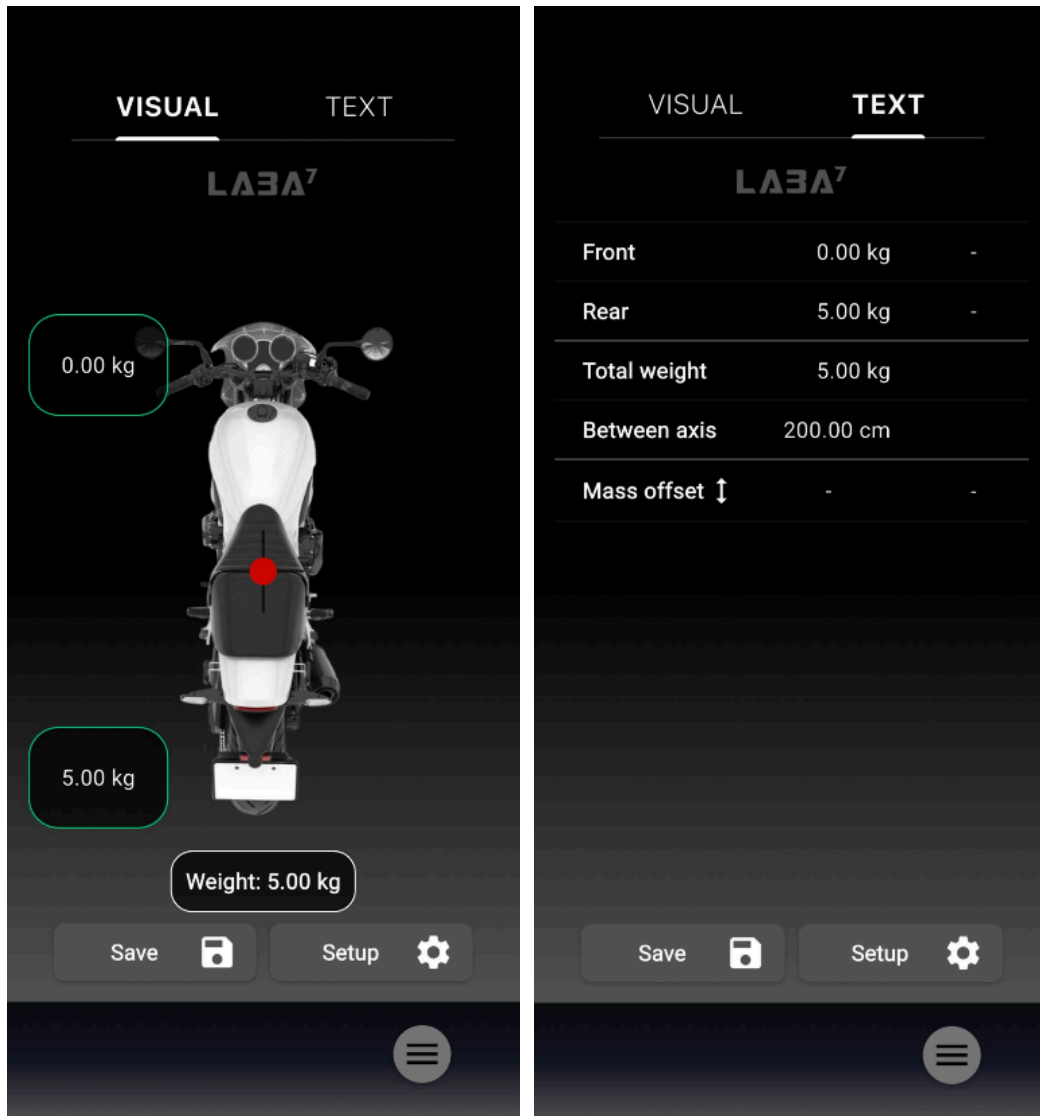 VISUAL TEXT
LABA7
0.00 kg
5.00 kg
Weight: 5.00 kg
Save Setup
VISUAL TEXT
LABA7
Front 0.00 kg -
Rear 5.00 kg -
Total weight 5.00 kg
Between axis 200.00 cm
Mass offset ↕ - -
Save Setup